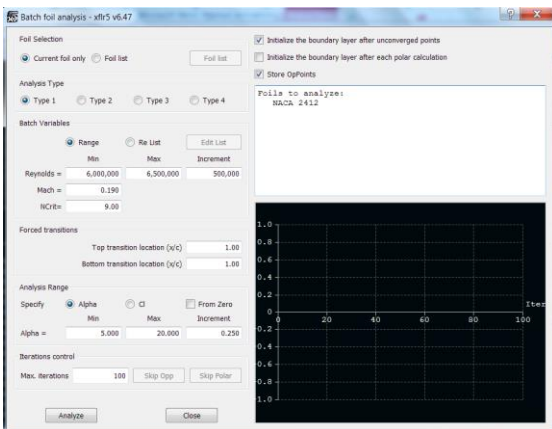 Batch foil analysis - xflr5 v6.47
Foil Selection
Current foil only Foil list Foil list
Analysis Type
Type 1 Type 2 Type 3 Type 4
Batch Variables
Range Re List Edit List
Min Max Increment
Reynolds = 6,000,000 6,500,000 500,000
Mach = 0.190
NCrit= 9.00
Forced transitions
Top transition location (x/c) 1.00
Bottom transition location (x/c) 1.00
Analysis Range
Specify Alpha Cl From Zero
Min Max Increment
Alpha = 5.000 20.000 0.250
Iterations control
Max. iterations 100 Skip Opp Skip Polar
Analyze Close
Initialize the boundary layer after unconverged points
Initialize the boundary layer after each polar calculation
Store OpPoints
Foils to analyze:
NACA 2412
1.0
0.8
0.6
0.4
0.2
0 Iter
0 20 40 60 80 100
-0.2
-0.4
-0.6
-0.8
-1.0